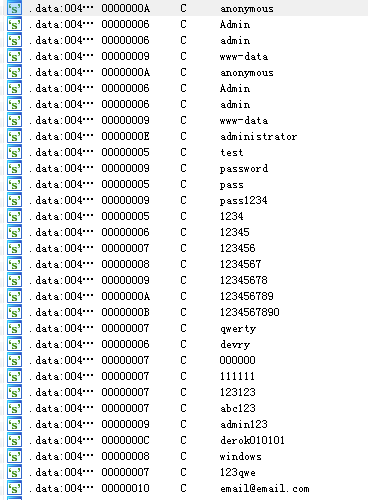 .data:004… 0000000A C anonymous
.data:004… 00000006 C Admin
.data:004… 00000006 C admin
.data:004… 00000009 C www-data
.data:004… 0000000A C anonymous
.data:004… 00000006 C Admin
.data:004… 00000006 C admin
.data:004… 00000009 C www-data
.data:004… 0000000E C administrator
.data:004… 00000005 C test
.data:004… 00000009 C password
.data:004… 00000005 C pass
.data:004… 00000009 C pass1234
.data:004… 00000005 C 1234
.data:004… 00000006 C 12345
.data:004… 00000007 C 123456
.data:004… 00000008 C 1234567
.data:004… 00000009 C 12345678
.data:004… 0000000A C 123456789
.data:004… 0000000B C 1234567890
.data:004… 00000007 C qwerty
.data:004… 00000006 C devry
.data:004… 00000007 C 000000
.data:004… 00000007 C 111111
.data:004… 00000007 C 123123
.data:004… 00000007 C abc123
.data:004… 00000009 C admin123
.data:004… 0000000C C derok010101
.data:004… 00000008 C windows
.data:004… 00000007 C 123qwe
.data:004… 00000010 C email@email.com